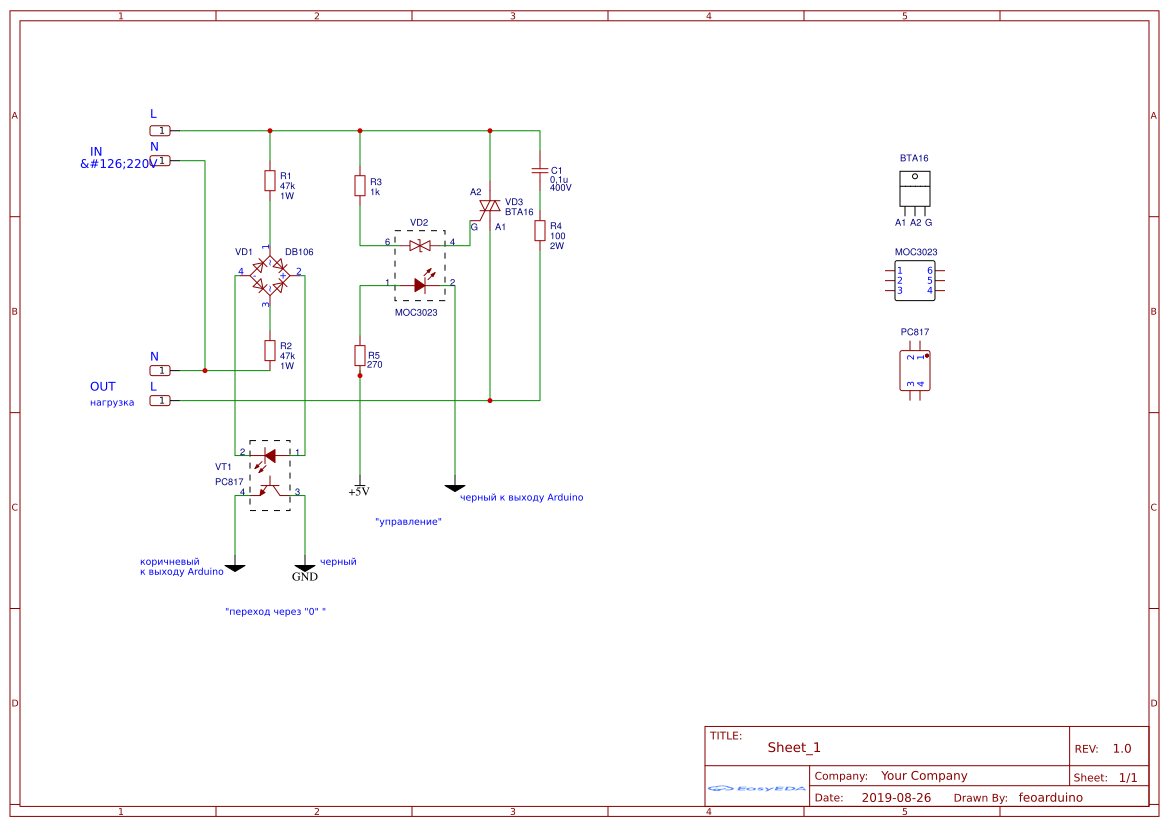 1 2 3 4 5
A A
B B
C C
D D
L
1
N
IN
&#126;220V
1
R1
47k
1W
R3
1k
C1
0,1u
400V
A2
VD3
BTA16
G A1
R4
100
2W
VD2
6 4
1 2
MOC3023
VD1 DB106
1
4 2
3
~
- +
~
R2
47k
1W
R5
270
N
1
OUT
L
нагрузка
1
2 1
VT1
PC817
4 3
+5V
черный к выходу Arduino
"управление"
коричневый
к выходу Arduino
черный
GND
"переход через "0" "
BTA16
A1 A2 G
MOC3023
1 6
2 5
3 4
PC817
2 1
3 4
TITLE:
Sheet_1
REV: 1.0
EasyEDA
Company: Your Company
Sheet: 1/1
Date: 2019-08-26 Drawn By: feoarduino
1 2 3 4 5